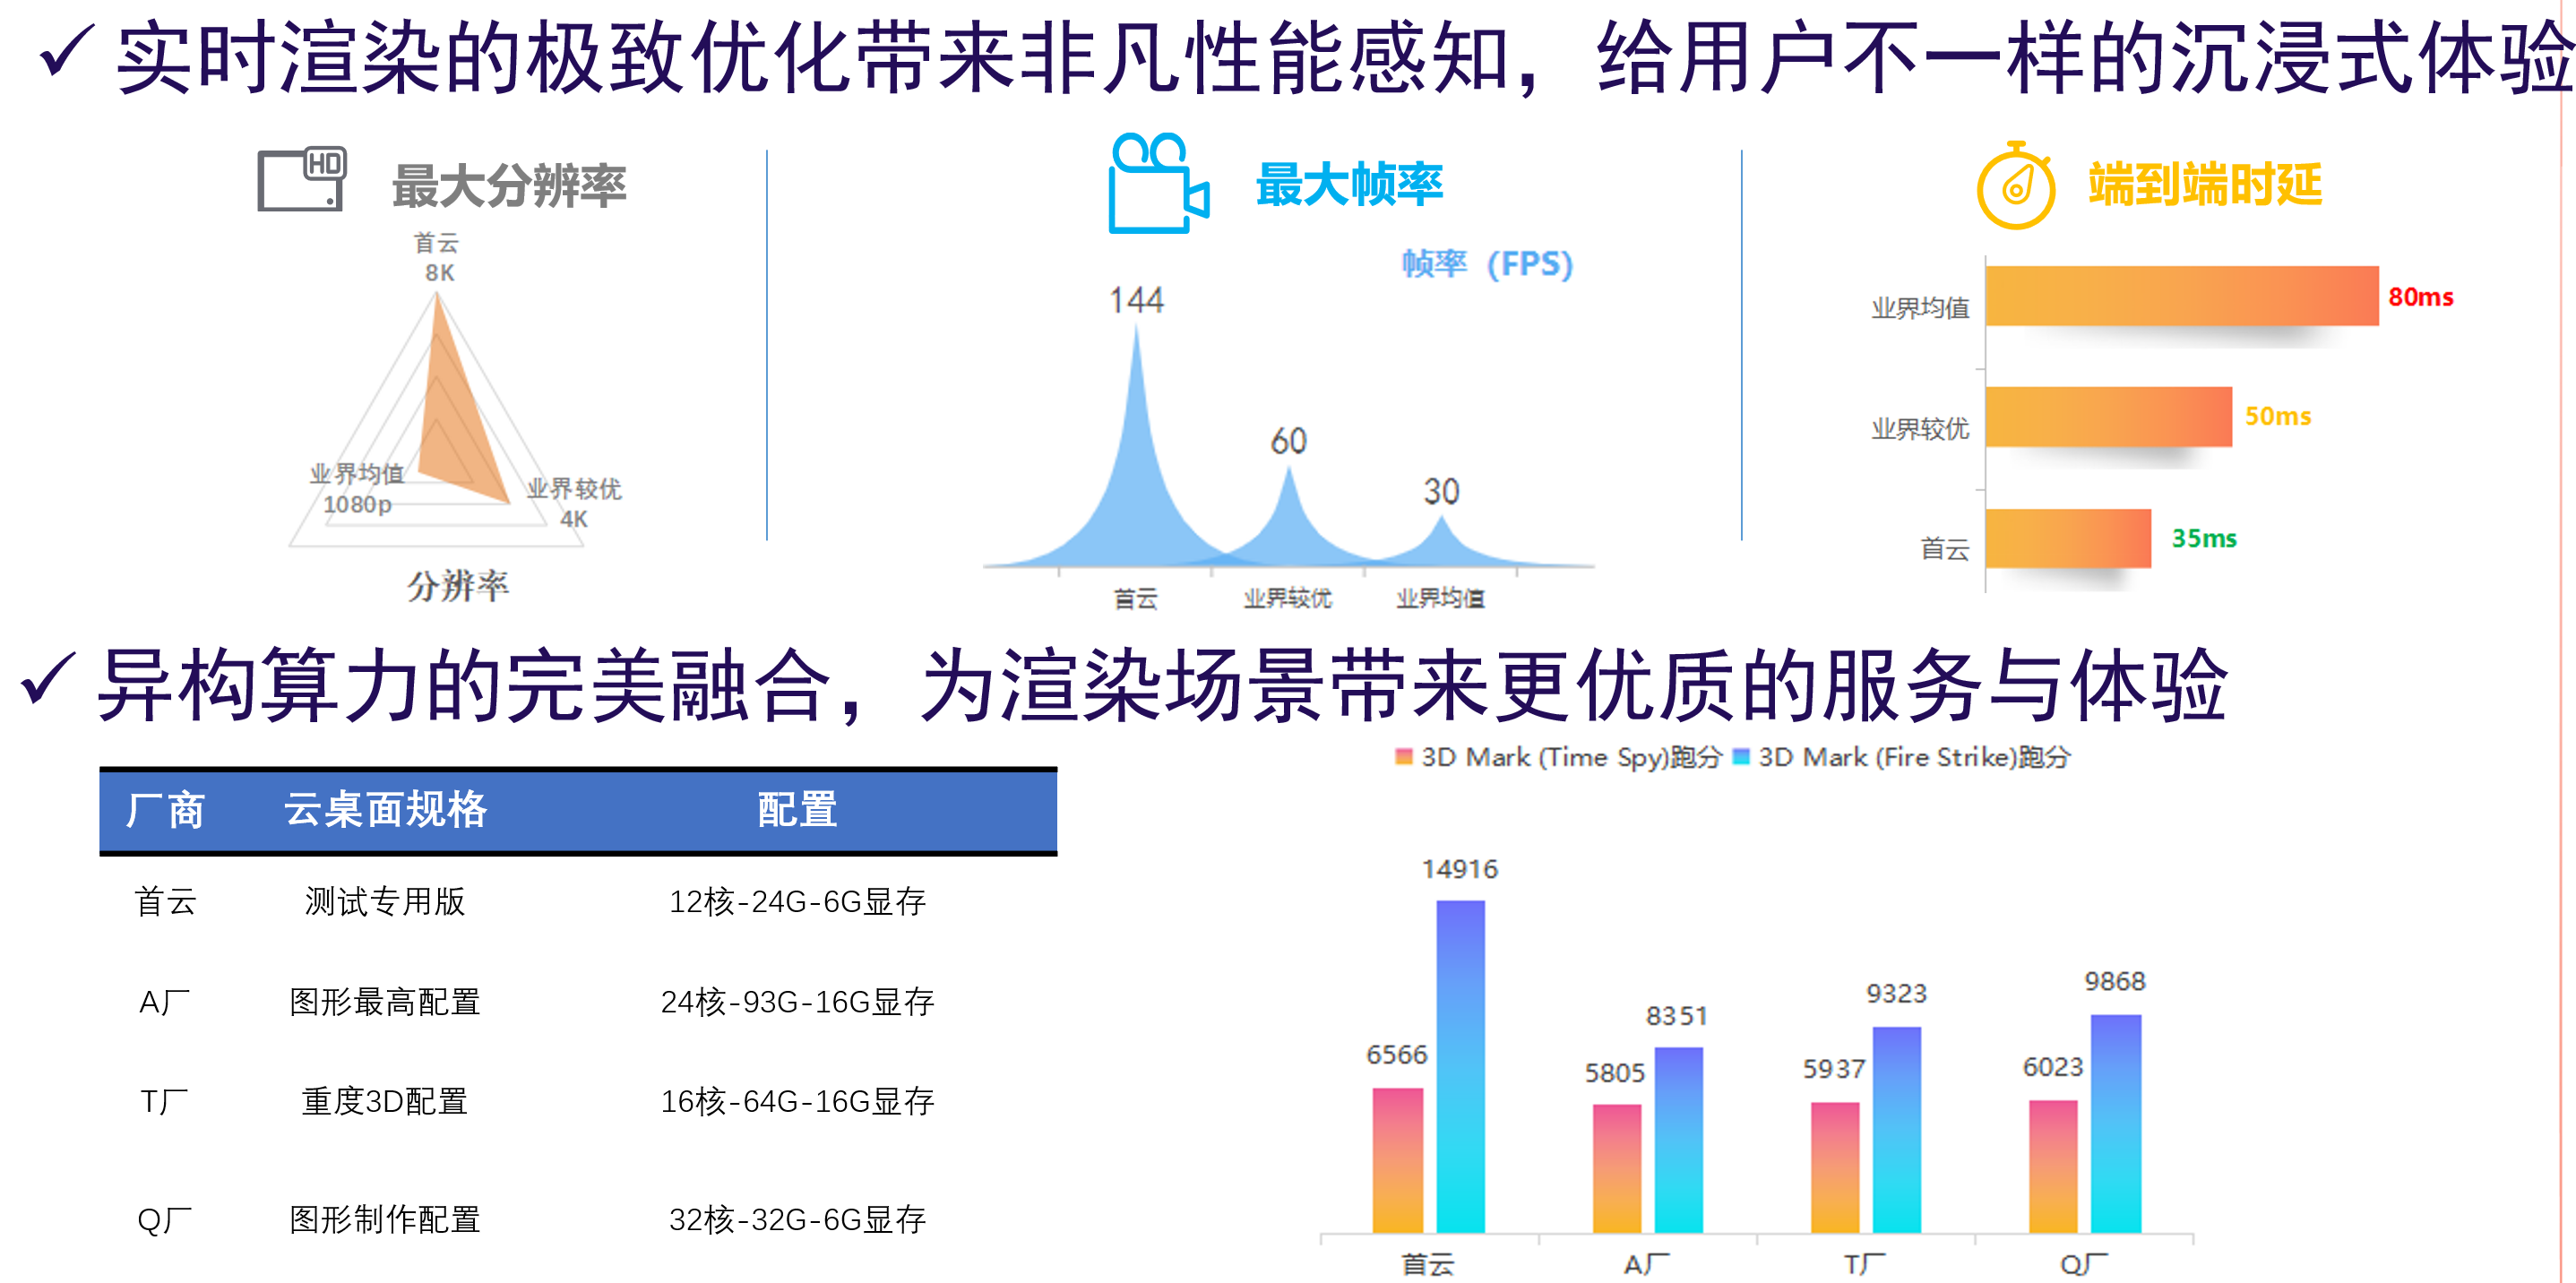 ✓ 实时渲染的极致优化带来非凡性能感知，给用户不一样的沉浸式体验
HD
最大分辨率
首云
8K
业界均值
1080p
业界较优
4K
分辨率
最大帧率
帧率（FPS）
144
60
30
首云 业界较优 业界均值
端到端时延
业界均值 80ms
业界较优 50ms
首云 35ms
✓ 异构算力的完美融合，为渲染场景带来更优质的服务与体验
厂商 云桌面规格 配置
首云 测试专用版 12核-24G-6G显存
A厂 图形最高配置 24核-93G-16G显存
T厂 重度3D配置 16核-64G-16G显存
Q厂 图形制作配置 32核-32G-6G显存
3D Mark (Time Spy)跑分 3D Mark (Fire Strike)跑分
6566 14916
5805 8351
5937 9323
6023 9868
首云 A厂 T厂 Q厂